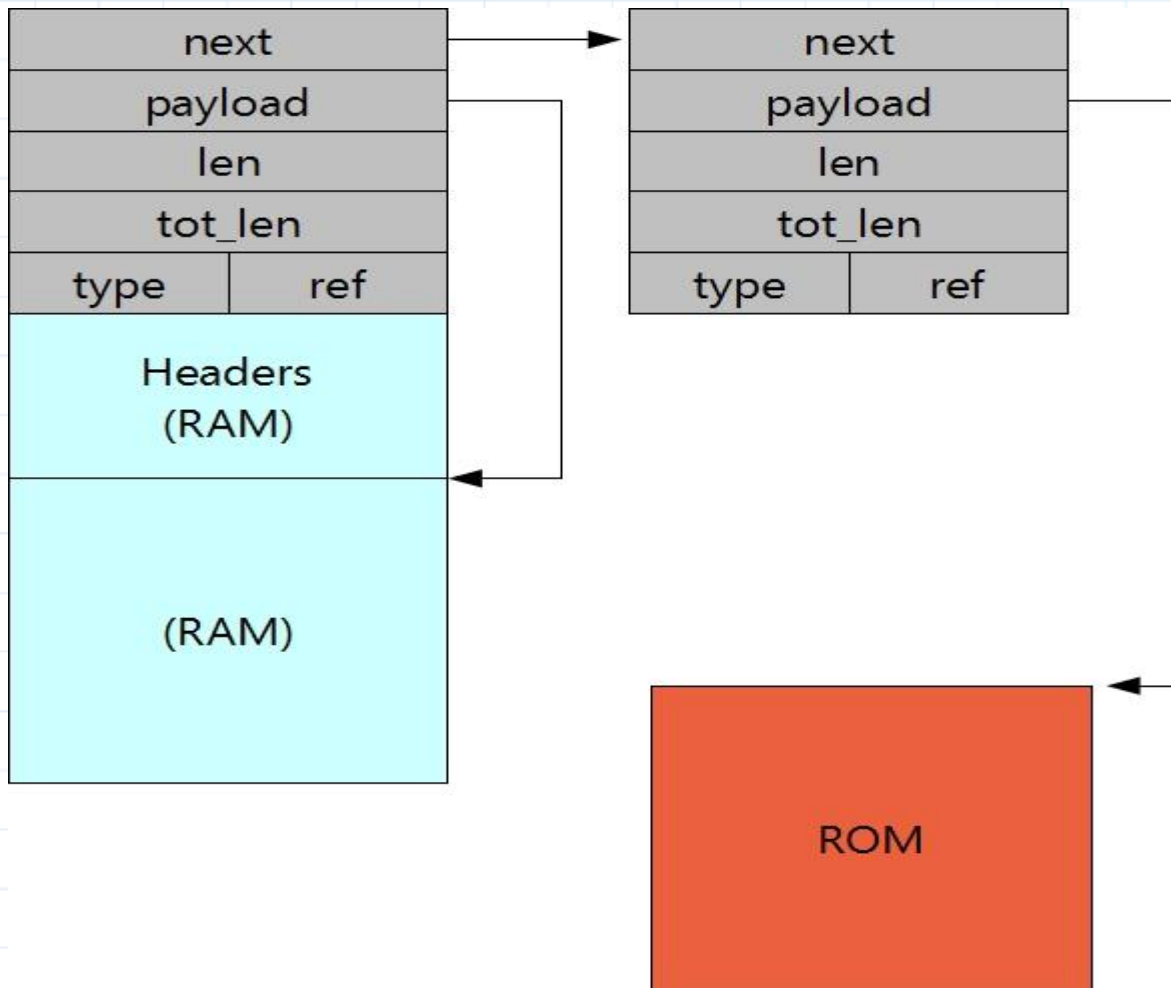 next
payload
len
tot_len
type ref
Headers
(RAM)
(RAM)
next
payload
len
tot_len
type ref
ROM